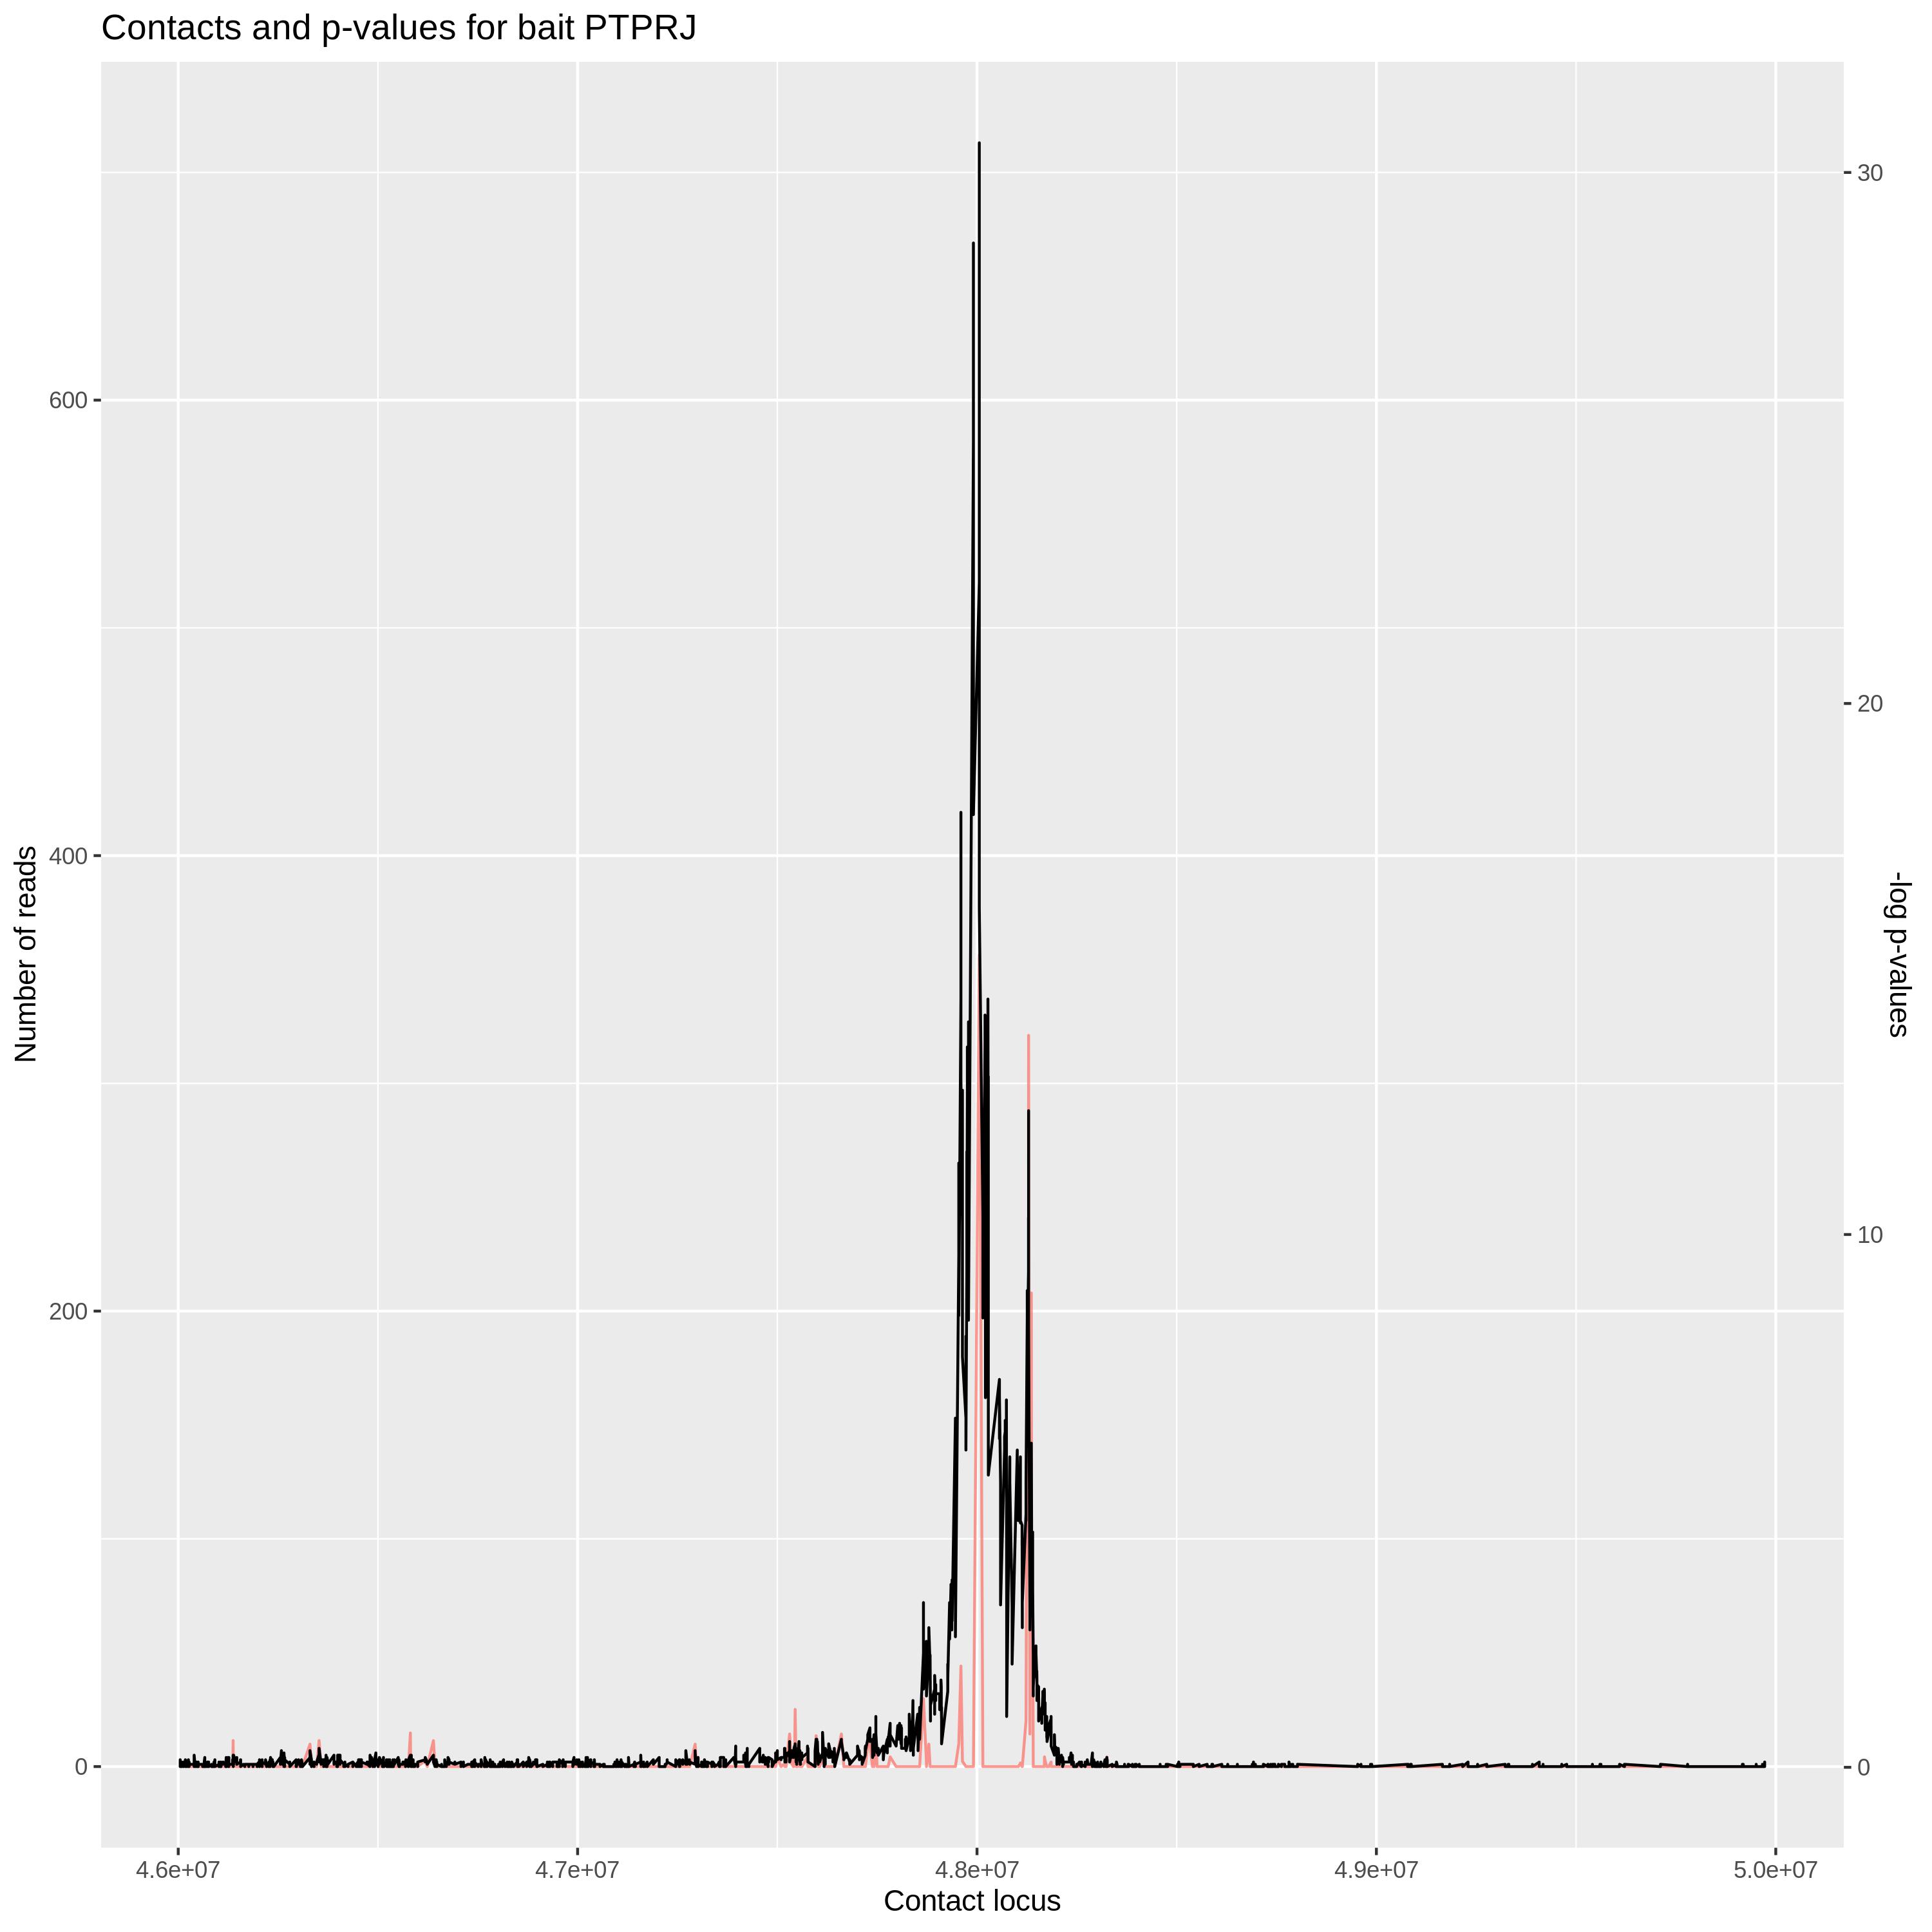 Contacts and p-values for bait PTPRJ
Number of reads
600
400
200
0
30
20
10
0
-log p-values
4.6e+07 4.7e+07 4.8e+07 4.9e+07 5.0e+07
Contact locus